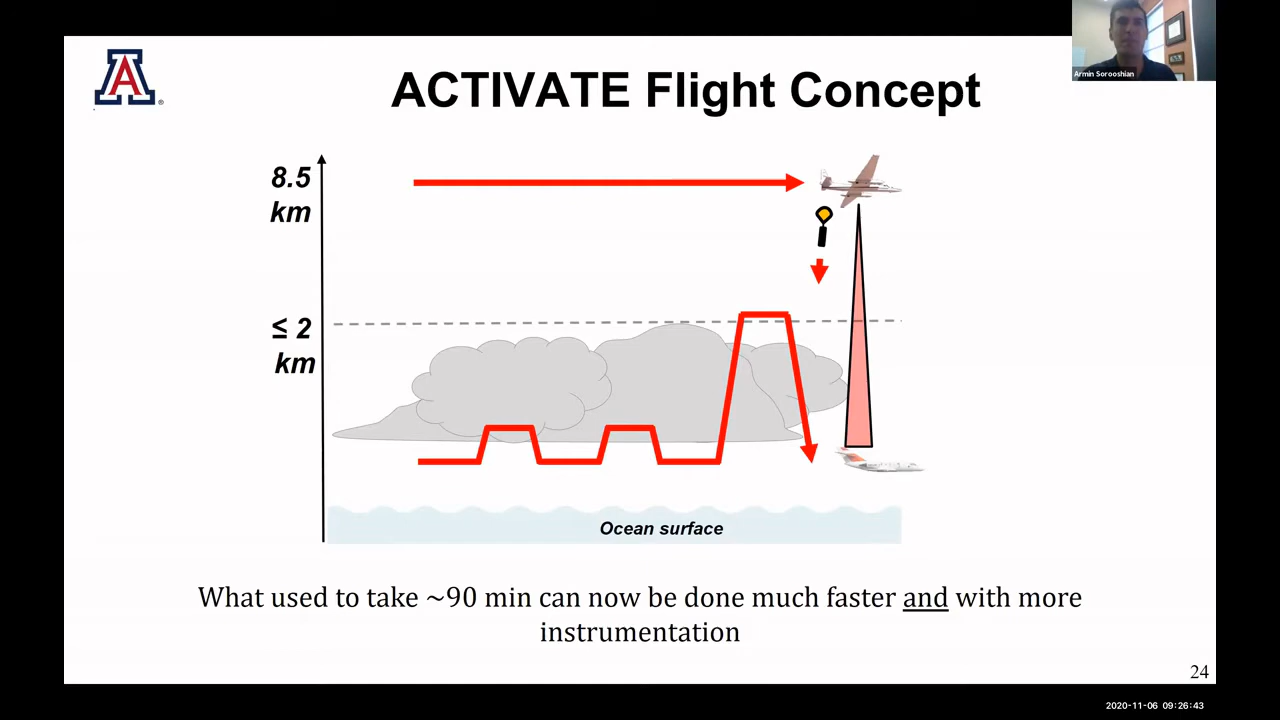 Armin Sorooshian
A
®
ACTIVATE Flight Concept
8.5
km
≤ 2
km
Ocean surface
What used to take ~90 min can now be done much faster and with more
instrumentation
24
2020-11-06 09:26:43